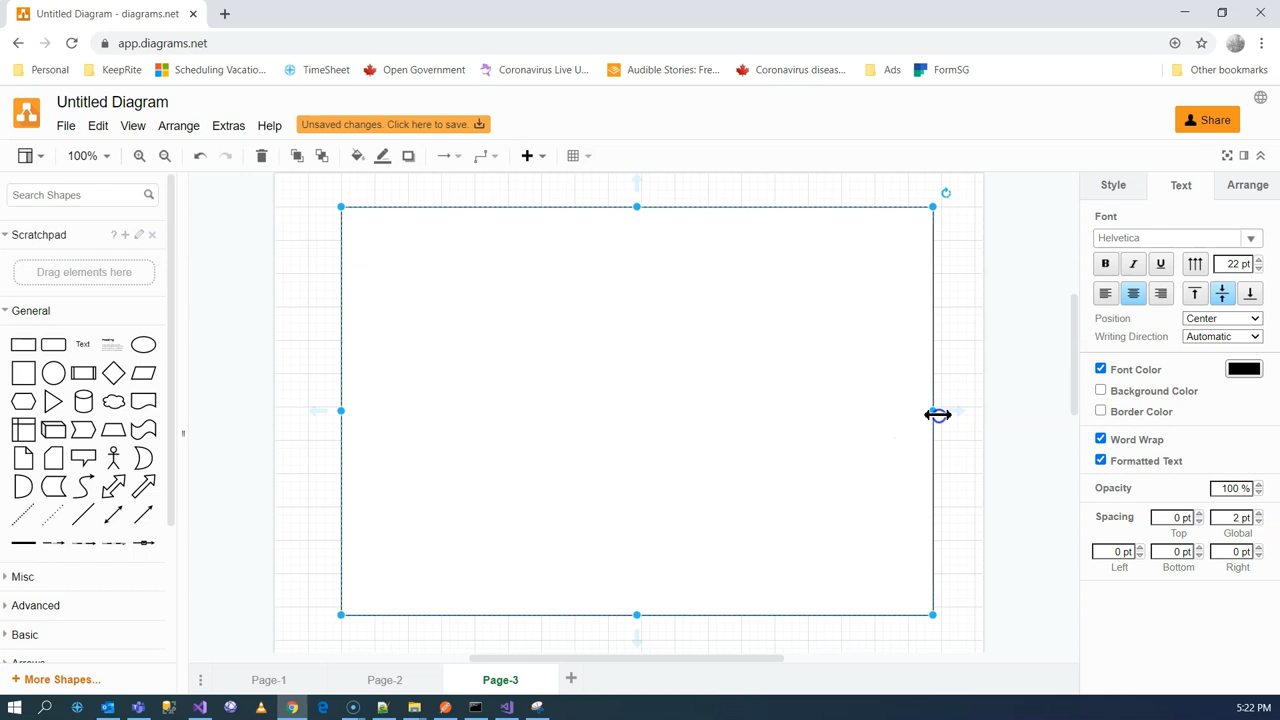 Untitled Diagram - diagrams.net
app.diagrams.net
Personal KeepRite Scheduling Vacatio... TimeSheet Open Government Coronavirus Live U... Audible Stories: Fre... Coronavirus diseas... Ads FormSG Other bookmarks
Untitled Diagram
File Edit View Arrange Extras Help Unsaved changes. Click here to save. Share
100%
Search Shapes
Style Text Arrange
Scratchpad ?
Drag elements here
General
Text
Heading
Misc
Advanced
Basic
Arrows
+ More Shapes...
Font
Helvetica
B I U 22 pt
Position Center
Writing Direction Automatic
Font Color
Background Color
Border Color
Word Wrap
Formatted Text
Opacity 100 %
Spacing 0 pt 2 pt
Top Global
0 pt 0 pt 0 pt
Left Bottom Right
Page-1 Page-2 Page-3
5:22 PM